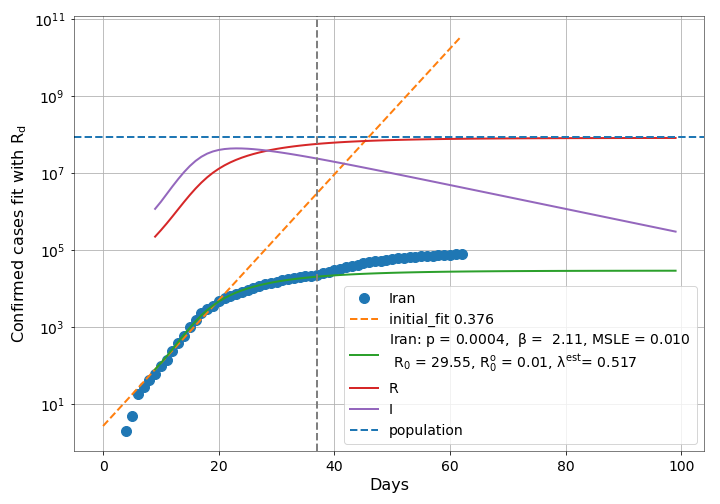 Confirmed cases fit with R_d
10^11
10^9
10^7
10^5
10^3
10^1
0
20
40
60
80
100
Days
Iran
initial_fit 0.376
Iran: p = 0.0004,  β =  2.11, MSLE = 0.010
R_0 = 29.55, R_0^o = 0.01, λ^est= 0.517
R
I
population